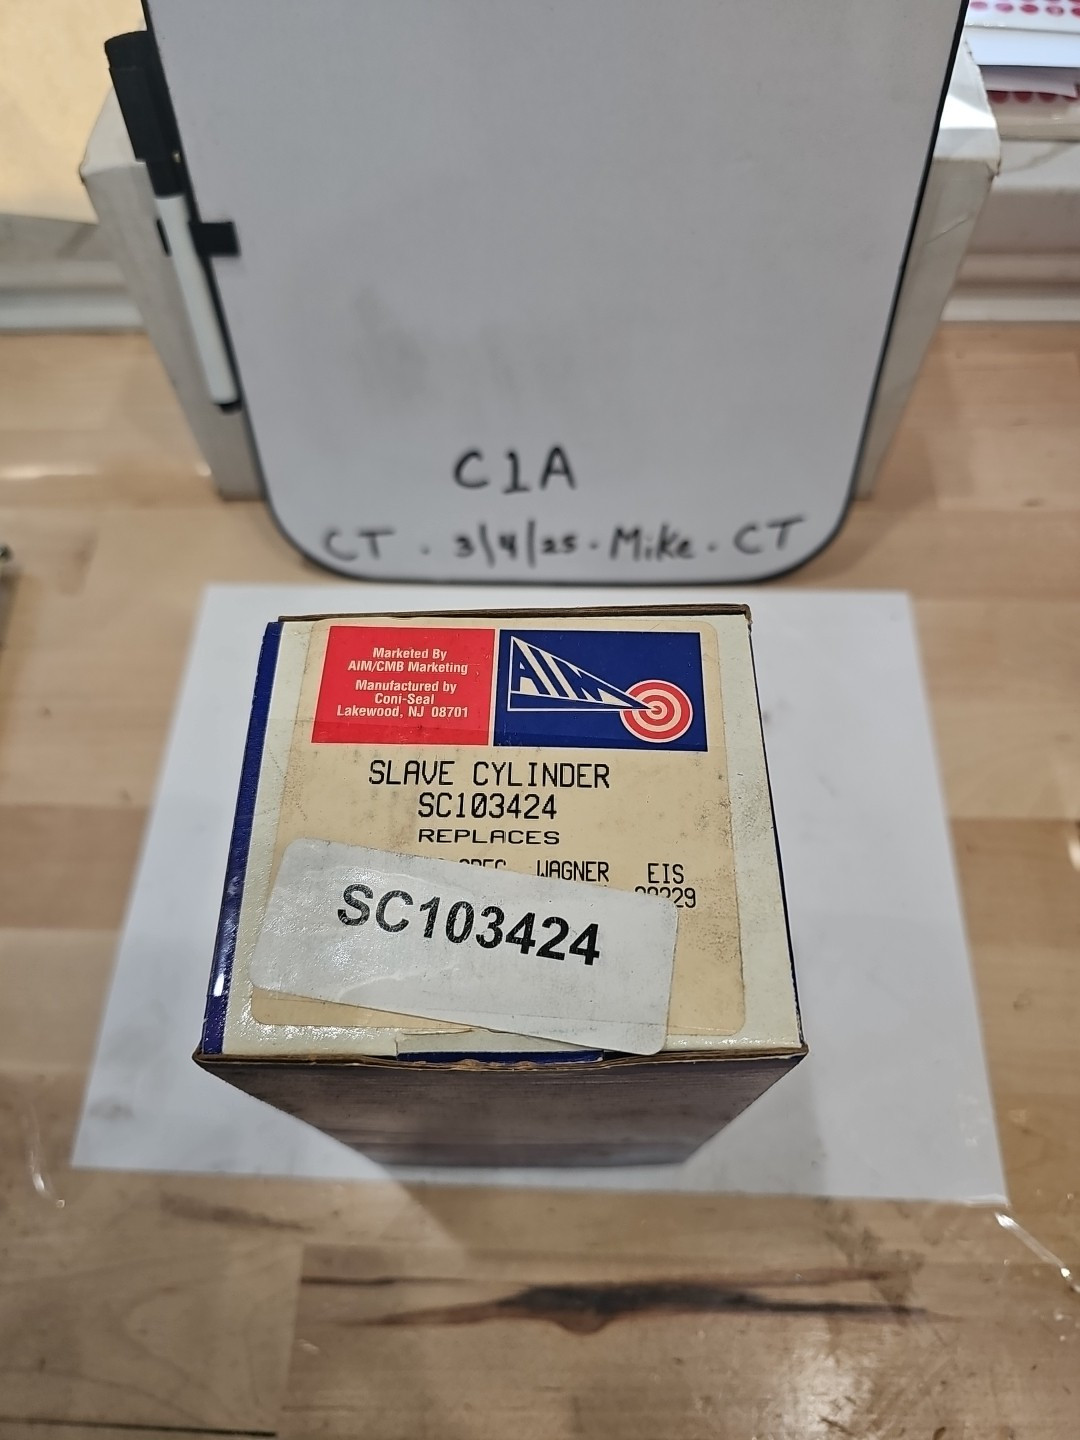 C1A
CT . 3/4/25 - Mike - CT
Marketed By
AIM/CMB Marketing
Manufactured by
Coni-Seal
Lakewood, NJ 08701
AIM
SLAVE CYLINDER
SC103424
REPLACES
WAGNER EIS
SC103424